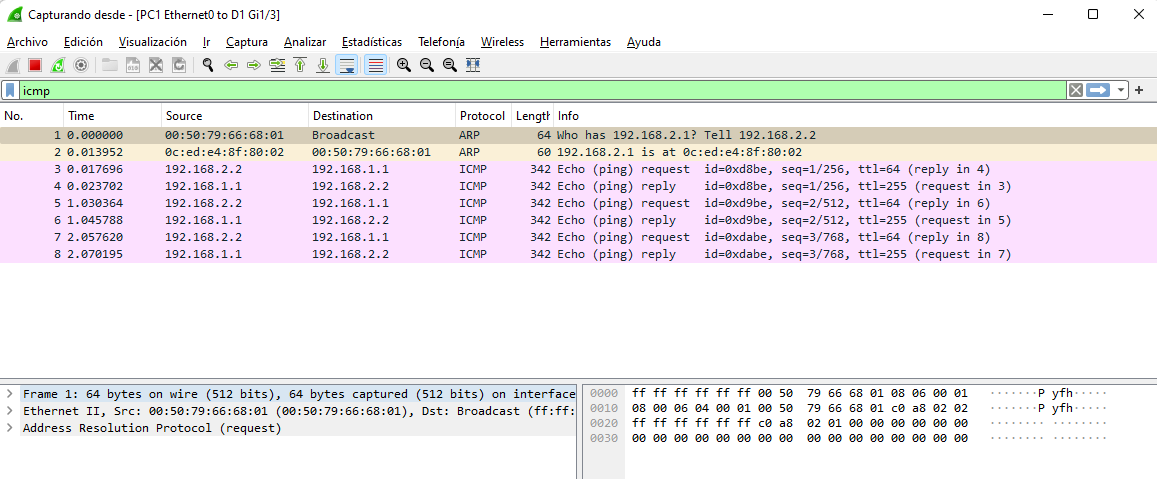 Capturando desde - [PC1 Ethernet0 to D1 Gi1/3]
Archivo Edición Visualización Ir Captura Analizar Estadísticas Telefonía Wireless Herramientas Ayuda
icmp
No. Time Source Destination Protocol Length Info
1 0.000000 00:50:79:66:68:01 Broadcast ARP 64 Who has 192.168.2.1? Tell 192.168.2.2
2 0.013952 0c:ed:e4:8f:80:02 00:50:79:66:68:01 ARP 60 192.168.2.1 is at 0c:ed:e4:8f:80:02
3 0.017696 192.168.2.2 192.168.1.1 ICMP 342 Echo (ping) request id=0xd8be, seq=1/256, ttl=64 (reply in 4)
4 0.023702 192.168.1.1 192.168.2.2 ICMP 342 Echo (ping) reply id=0xd8be, seq=1/256, ttl=255 (request in 3)
5 1.030364 192.168.2.2 192.168.1.1 ICMP 342 Echo (ping) request id=0xd9be, seq=2/512, ttl=64 (reply in 6)
6 1.045788 192.168.1.1 192.168.2.2 ICMP 342 Echo (ping) reply id=0xd9be, seq=2/512, ttl=255 (request in 5)
7 2.057620 192.168.2.2 192.168.1.1 ICMP 342 Echo (ping) request id=0xdabe, seq=3/768, ttl=64 (reply in 8)
8 2.070195 192.168.1.1 192.168.2.2 ICMP 342 Echo (ping) reply id=0xdabe, seq=3/768, ttl=255 (request in 7)
Frame 1: 64 bytes on wire (512 bits), 64 bytes captured (512 bits) on interface
Ethernet II, Src: 00:50:79:66:68:01 (00:50:79:66:68:01), Dst: Broadcast (ff:ff:
Address Resolution Protocol (request)
0000 ff ff ff ff ff ff 00 50 79 66 68 01 08 06 00 01 ·······P yfh·····
0010 08 00 06 04 00 01 00 50 79 66 68 01 c0 a8 02 02 ·······P yfh·····
0020 ff ff ff ff ff ff c0 a8 02 01 00 00 00 00 00 00 ········ ········
0030 00 00 00 00 00 00 00 00 00 00 00 00 00 00 00 00 ········ ········